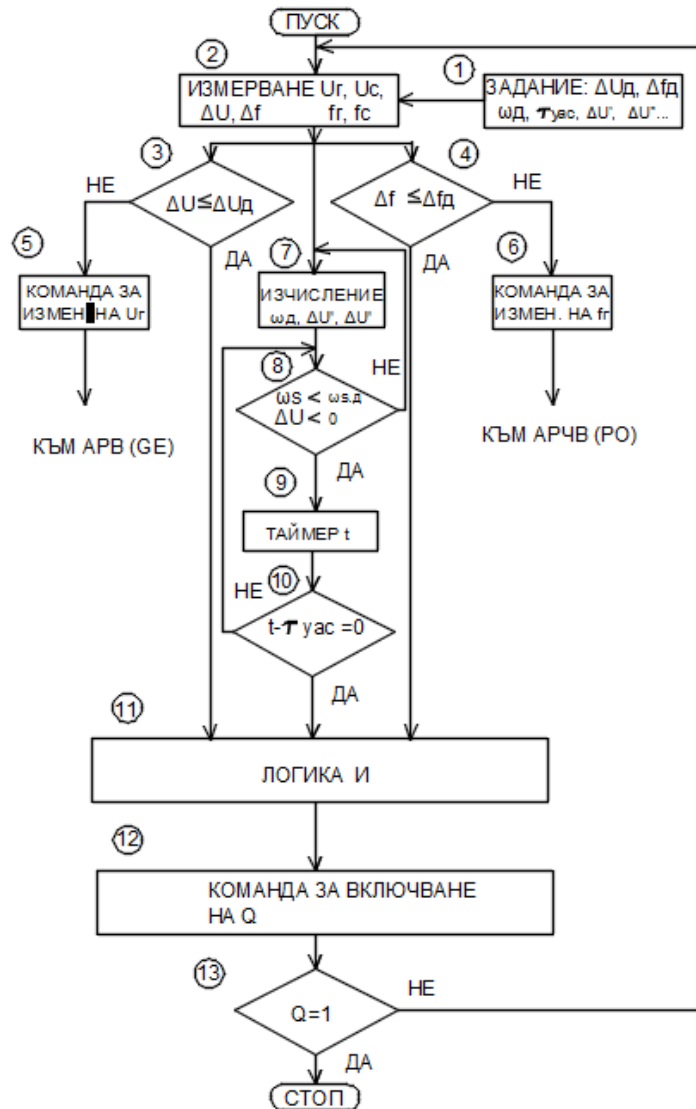 ПУСК
2
1
ИЗМЕРВАНЕ Ur, Uc,
ΔU, Δf fr, fc
ЗАДАНИЕ: ΔUд, Δfд
ωД, τуас, ΔU', ΔU"...
3
4
НЕ
ΔU≤ΔUд
Δf ≤Δfд
НЕ
5
ДА
7
ДА
6
КОМАНДА ЗА
ИЗМЕН НА Ur
ИЗЧИСЛЕНИЕ
ωд, ΔU', ΔU"
КОМАНДА ЗА
ИЗМЕН. НА fr
8
НЕ
ωs < ωs.д
ΔU < 0
КЪМ АРВ (GE)
КЪМ АРЧВ (РО)
ДА
9
ТАЙМЕР t
НЕ
10
t-τ уас =0
ДА
11
ЛОГИКА И
12
КОМАНДА ЗА ВКЛЮЧВАНЕ
НА Q
13
НЕ
Q=1
ДА
СТОП